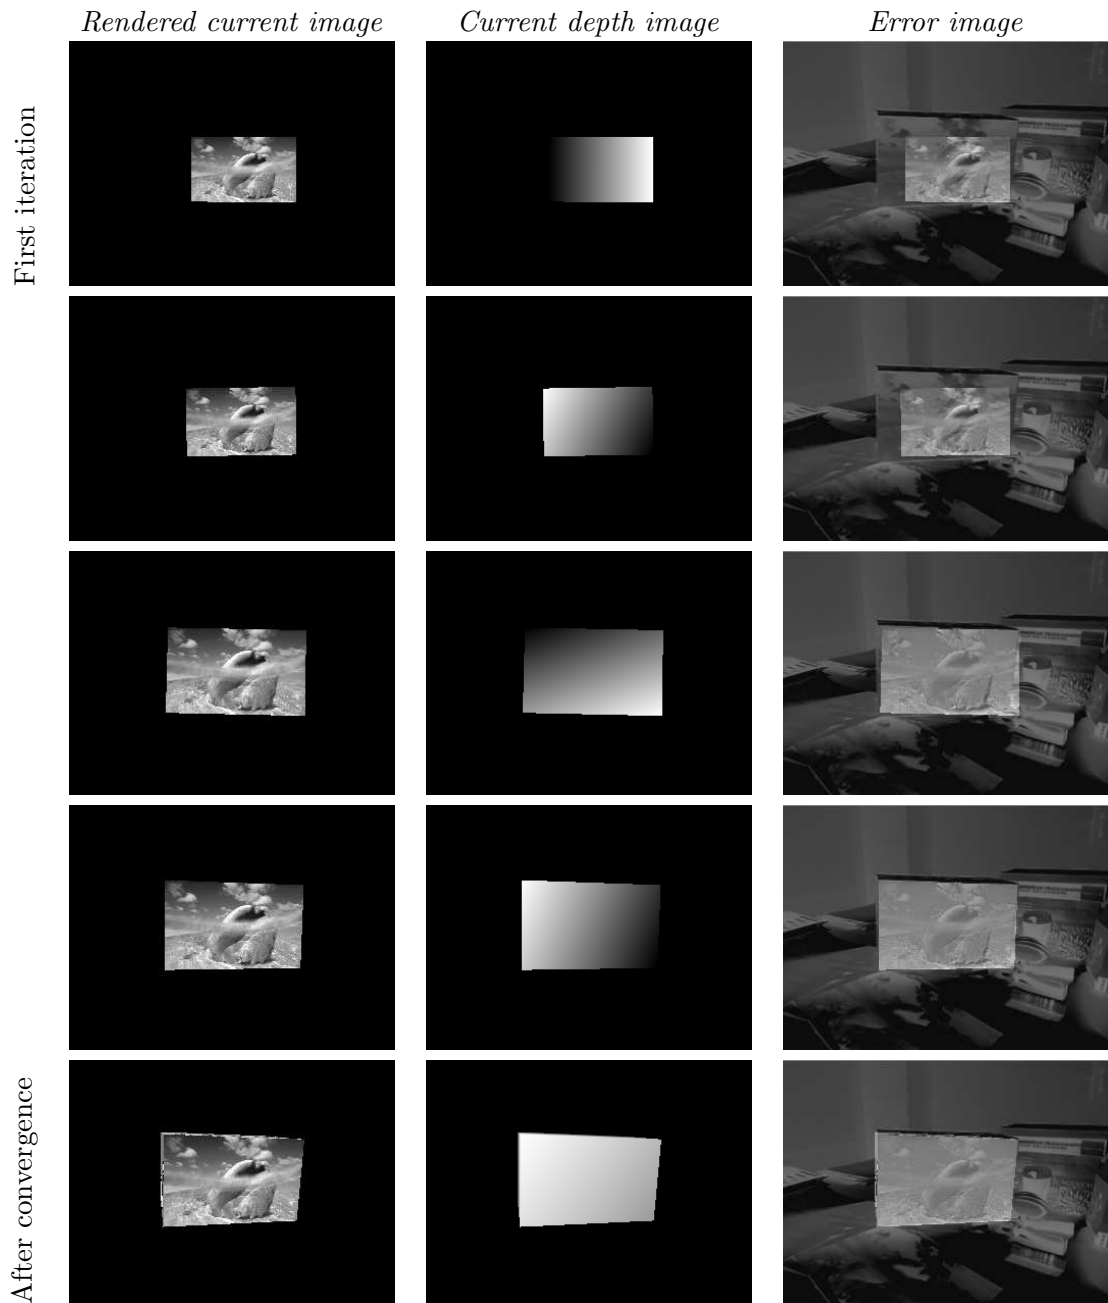 Rendered current image
Current depth image
Error image
First iteration
After convergence